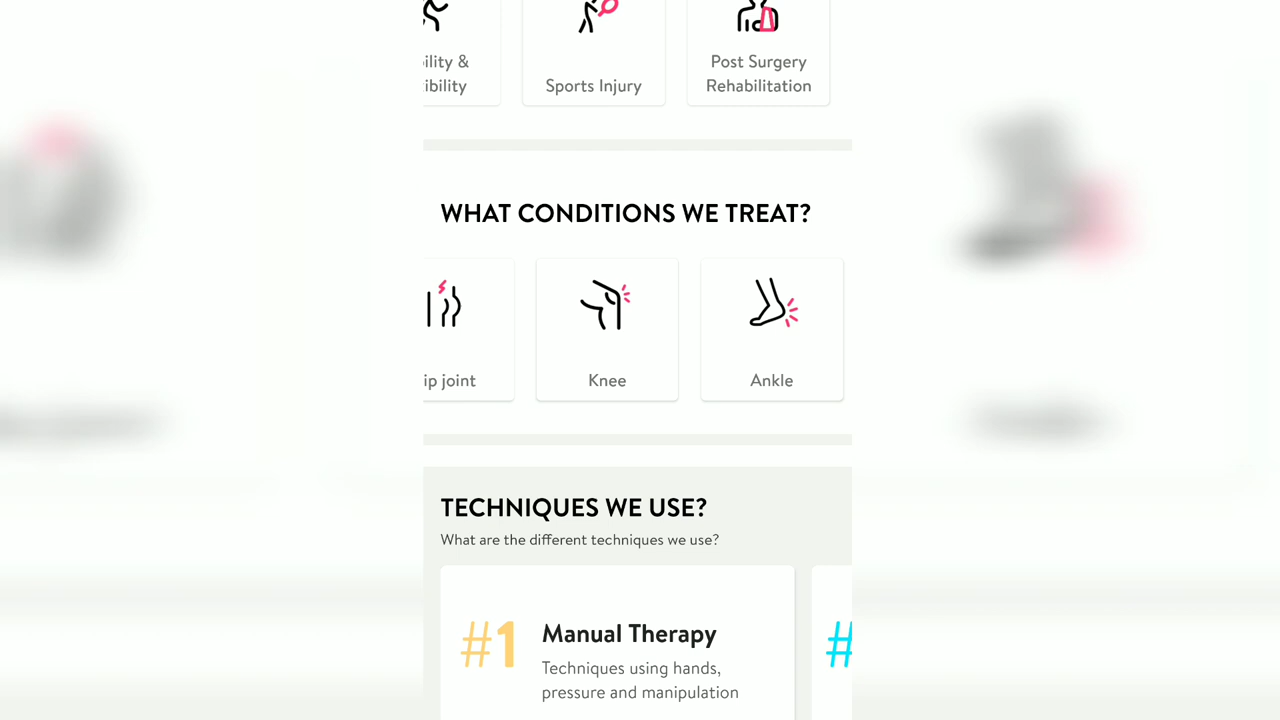 ility &
ibility
Sports Injury
Post Surgery
Rehabilitation
WHAT CONDITIONS WE TREAT?
ip joint
Knee
Ankle
TECHNIQUES WE USE?
What are the different techniques we use?
#1
Manual Therapy
Techniques using hands,
pressure and manipulation
#